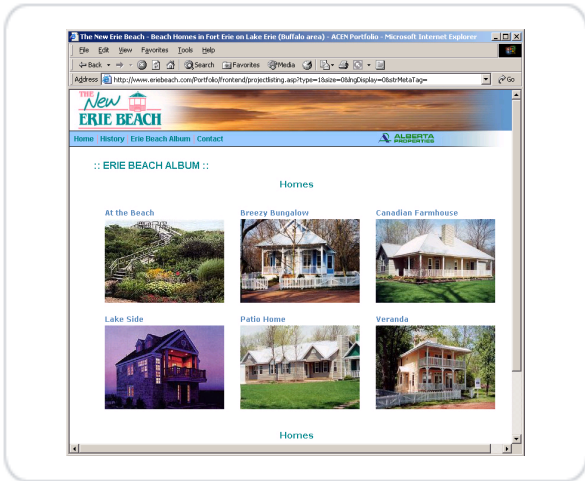 The New Erie Beach - Beach Homes in Fort Erie on Lake Erie (Buffalo area) - ACEN Portfolio - Microsoft Internet Explorer
File Edit View Favorites Tools Help
Back Search Favorites Media
Address http://www.eriebeach.com/Portfolio/frontend/projectlisting.asp?type=1&size=0&lngDisplay=0&strMetaTag= Go
THE
New
ERIE BEACH
Home History Erie Beach Album Contact
ALBERTA
PROPERTIES
:: ERIE BEACH ALBUM ::
Homes
At the Beach Breezy Bungalow Canadian Farmhouse
Lake Side Patio Home Veranda
Homes